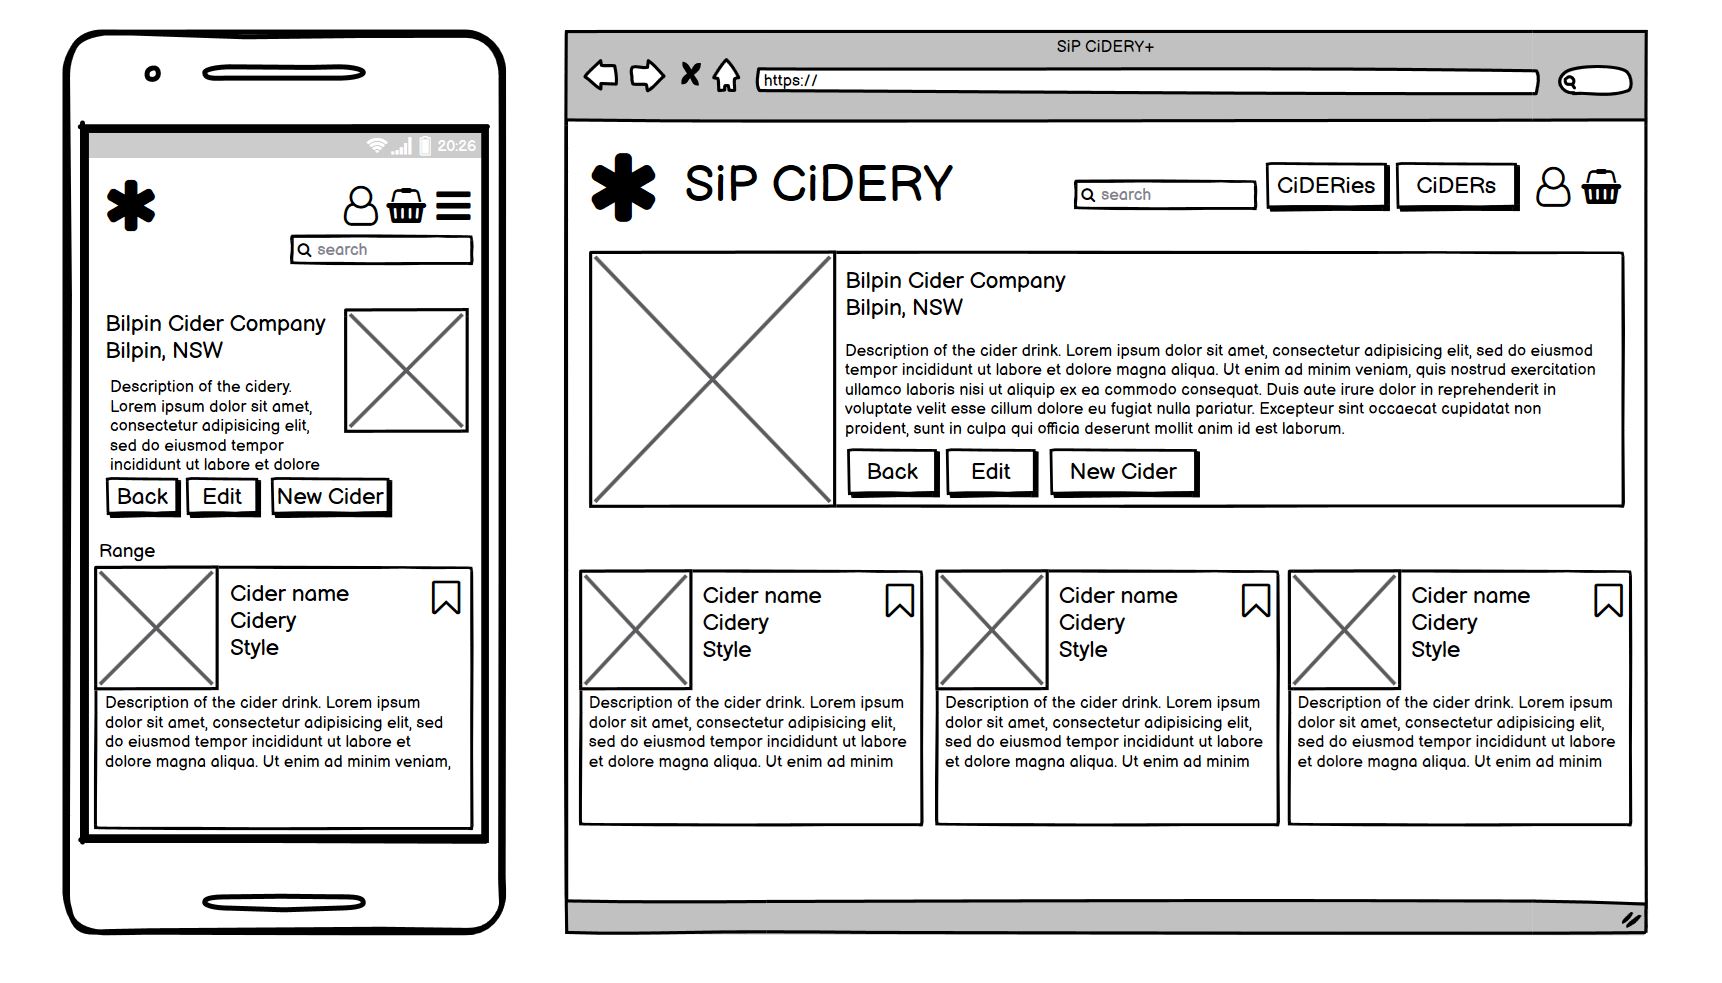 20:26
search
Bilpin Cider Company
Bilpin, NSW
Description of the cidery.
Lorem ipsum dolor sit amet,
consectetur adipisicing elit,
sed do eiusmod tempor
incididunt ut labore et dolore
Back Edit New Cider
Range
Cider name
Cidery
Style
Description of the cider drink. Lorem ipsum
dolor sit amet, consectetur adipisicing elit, sed
do eiusmod tempor incididunt ut labore et
dolore magna aliqua. Ut enim ad minim veniam,
SiP CiDERY+
https://
SiP CiDERY
search
CiDERies
CiDERs
Bilpin Cider Company
Bilpin, NSW
Description of the cider drink. Lorem ipsum dolor sit amet, consectetur adipisicing elit, sed do eiusmod
tempor incididunt ut labore et dolore magna aliqua. Ut enim ad minim veniam, quis nostrud exercitation
ullamco laboris nisi ut aliquip ex ea commodo consequat. Duis aute irure dolor in reprehenderit in
voluptate velit esse cillum dolore eu fugiat nulla pariatur. Excepteur sint occaecat cupidatat non
proident, sunt in culpa qui officia deserunt mollit anim id est laborum.
Back Edit New Cider
Cider name
Cidery
Style
Description of the cider drink. Lorem ipsum
dolor sit amet, consectetur adipisicing elit,
sed do eiusmod tempor incididunt ut labore
et dolore magna aliqua. Ut enim ad minim
Cider name
Cidery
Style
Description of the cider drink. Lorem ipsum
dolor sit amet, consectetur adipisicing elit,
sed do eiusmod tempor incididunt ut labore
et dolore magna aliqua. Ut enim ad minim
Cider name
Cidery
Style
Description of the cider drink. Lorem ipsum
dolor sit amet, consectetur adipisicing elit,
sed do eiusmod tempor incididunt ut labore
et dolore magna aliqua. Ut enim ad minim